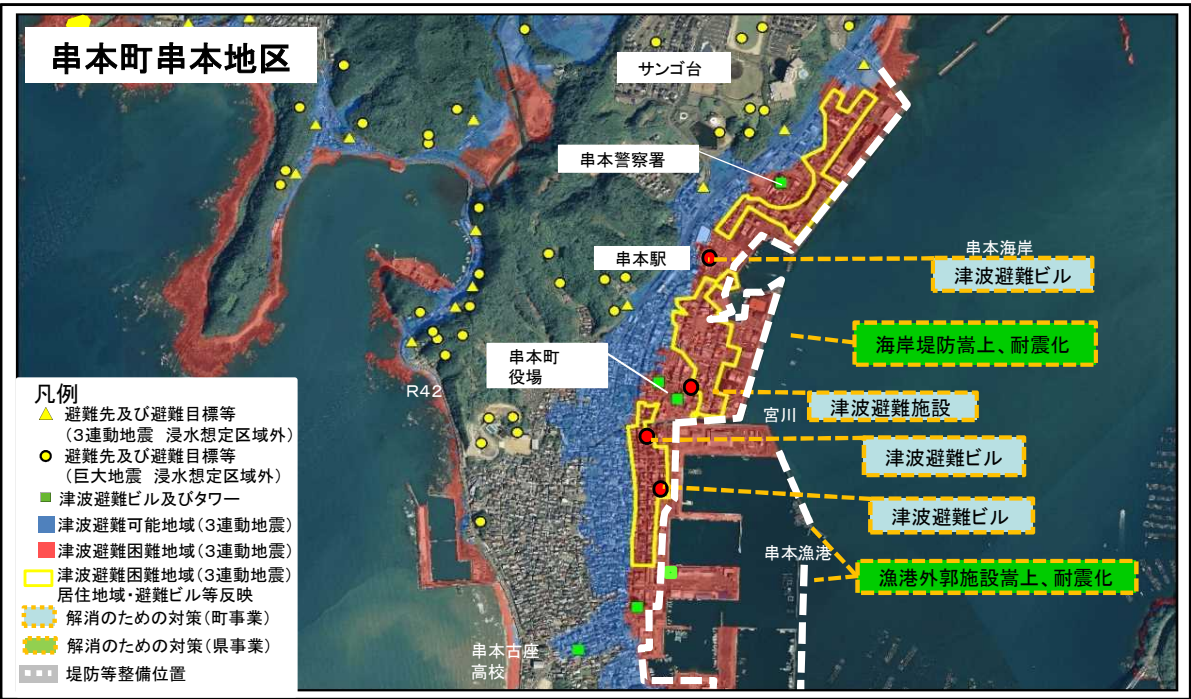 串本町串本地区
サンゴ台
串本警察署
串本駅
串本海岸
津波避難ビル
海岸堤防嵩上、耐震化
串本町
役場
R42
津波避難施設
宮川
津波避難ビル
津波避難ビル
串本漁港
漁港外郭施設嵩上、耐震化
串本古座
高校
凡例
避難先及び避難目標等
(3連動地震 浸水想定区域外)
避難先及び避難目標等
(巨大地震 浸水想定区域外)
津波避難ビル及びタワー
津波避難可能地域(3連動地震)
津波避難困難地域(3連動地震)
津波避難困難地域(3連動地震)
居住地域・避難ビル等反映
解消のための対策(町事業)
解消のための対策(県事業)
堤防等整備位置